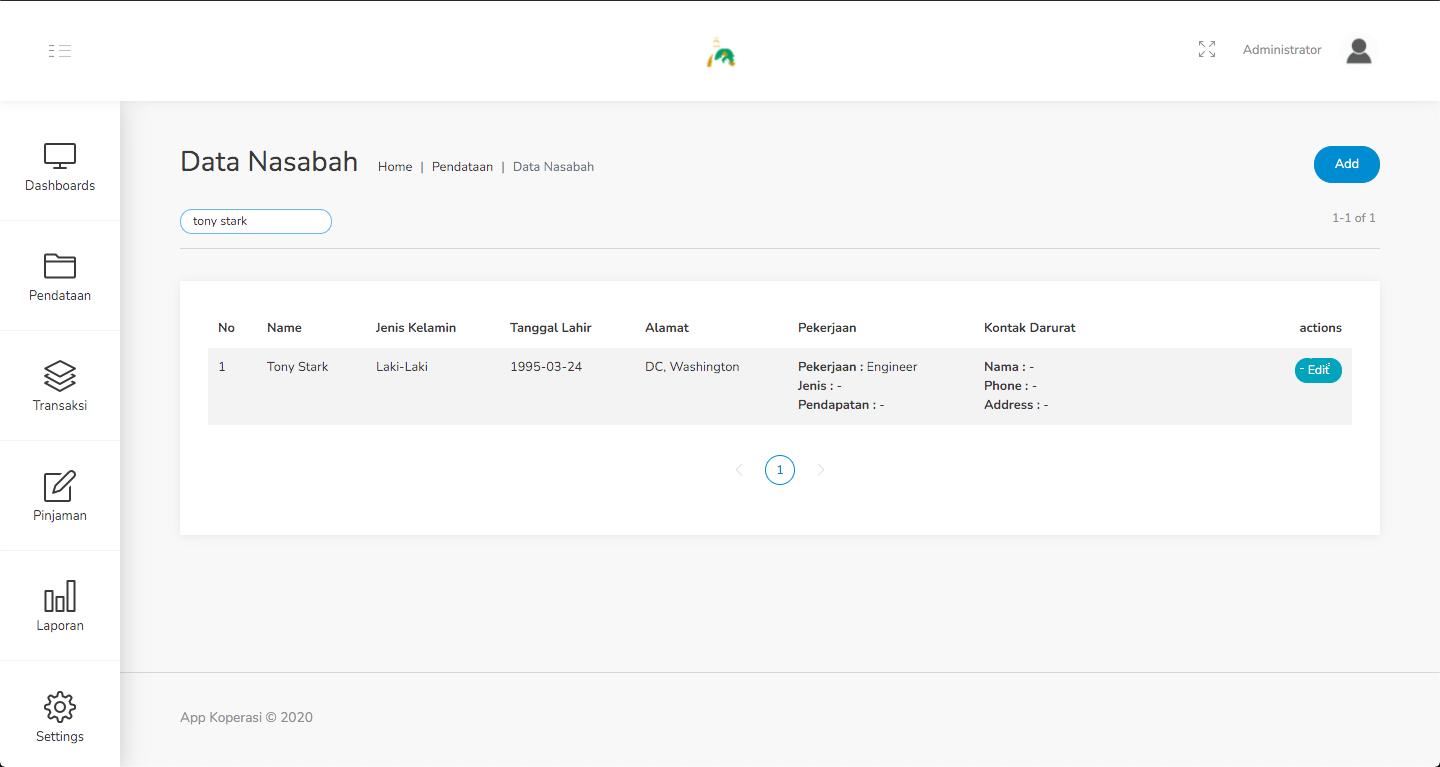 Administrator
Dashboards
Pendataan
Transaksi
Pinjaman
Laporan
Settings
Data Nasabah
Home | Pendataan | Data Nasabah
Add
tony stark
1-1 of 1
No Name Jenis Kelamin Tanggal Lahir Alamat Pekerjaan Kontak Darurat actions
1 Tony Stark Laki-Laki 1995-03-24 DC, Washington Pekerjaan : Engineer Nama : - Edit
Jenis : - Phone : -
Pendapatan : - Address : -
1
App Koperasi © 2020